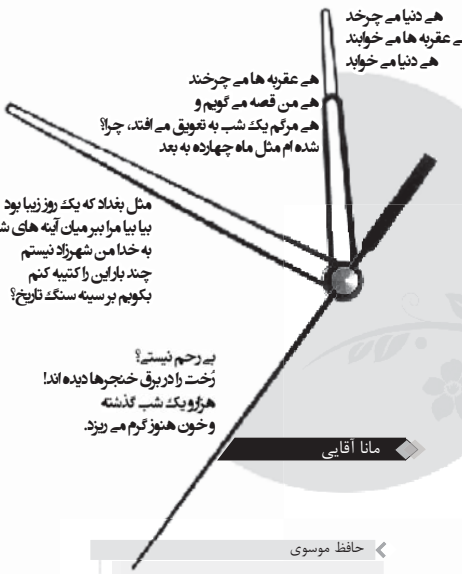 هی دنیا می چرخد
عقربه ها می خوابند
هی دنیا می خوابد
هی عقربه ها می چرخند
هی من قصه می گویم و
هی مرگم یک شب به تعویق می افتد، چرا؟
شده ام مثل ماه چهارده به بعد
مثل بغداد که یک روز زیبا بود
بیا بیا مرا ببر میان آینه های
به خدا من شهرزاد نیستم
چند بار این را کتیبه کنم
بکوبم بر سینه سنگ تاریخ؟
بی رحم نیستی؟
رُخت را در برق خنجرها دیده اند!
هزار و یک شب گذشته
و خون هنوز گرم می ریزد.
مانا آقایی
حافظ موسوی